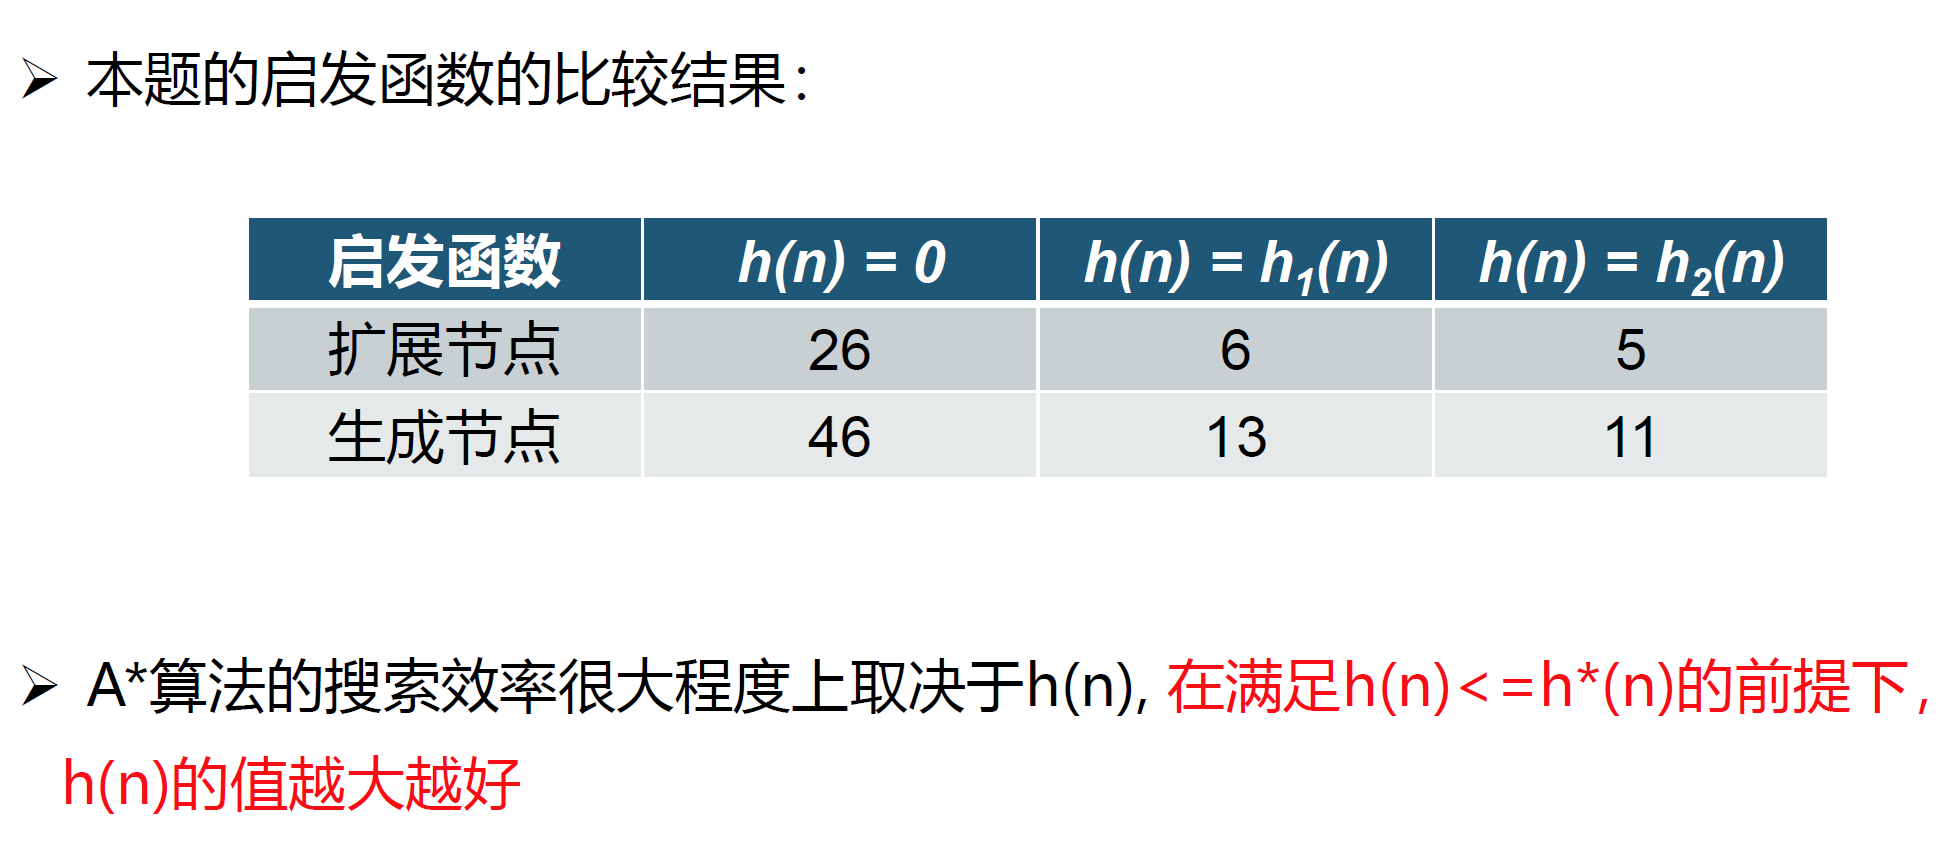 ➢ 本题的启发函数的比较结果：
启发函数 h(n) = 0 h(n) = h₁(n) h(n) = h₂(n)
扩展节点 26 6 5
生成节点 46 13 11
➢ A*算法的搜索效率很大程度上取决于h(n), 在满足h(n)<=h*(n)的前提下，
h(n)的值越大越好